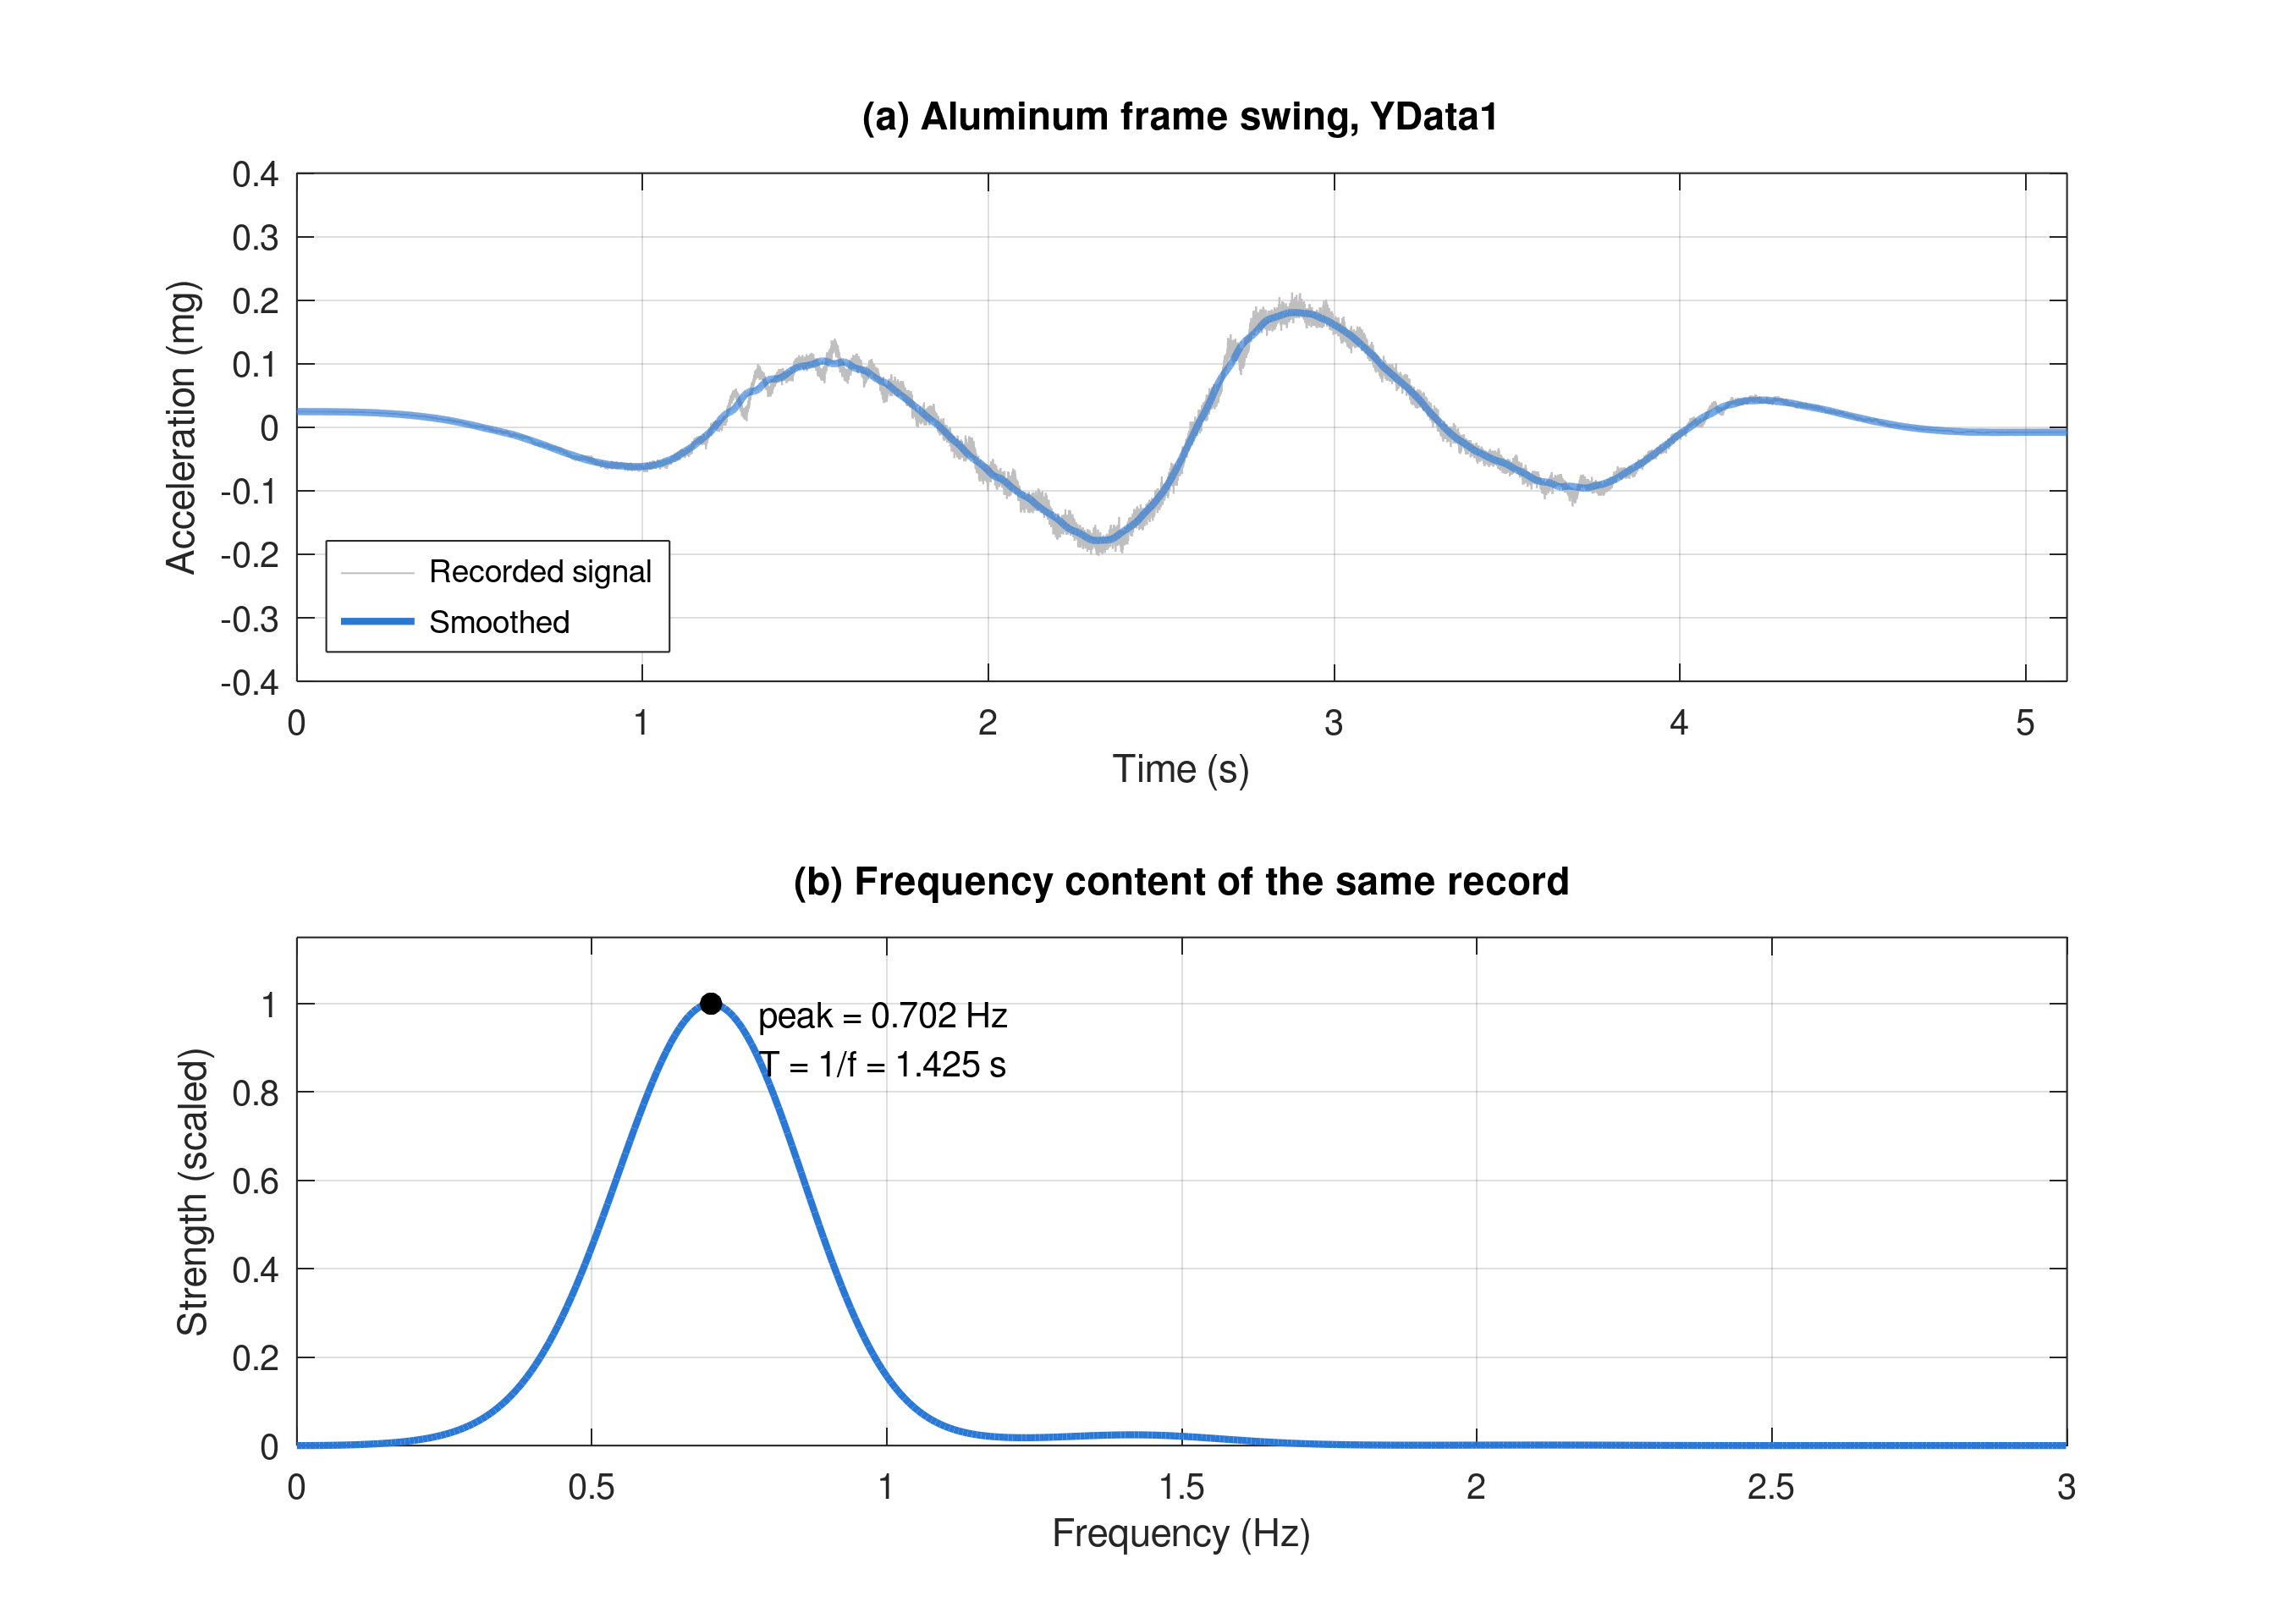 (a) Aluminum frame swing, YData1
0.4
0.3
0.2
0.1
0
-0.1
-0.2
-0.3
-0.4
Acceleration (mg)
Recorded signal
Smoothed
0 1 2 3 4 5
Time (s)
(b) Frequency content of the same record
1
0.8
0.6
0.4
0.2
0
Strength (scaled)
peak = 0.702 Hz
T = 1/f = 1.425 s
0 0.5 1 1.5 2 2.5 3
Frequency (Hz)